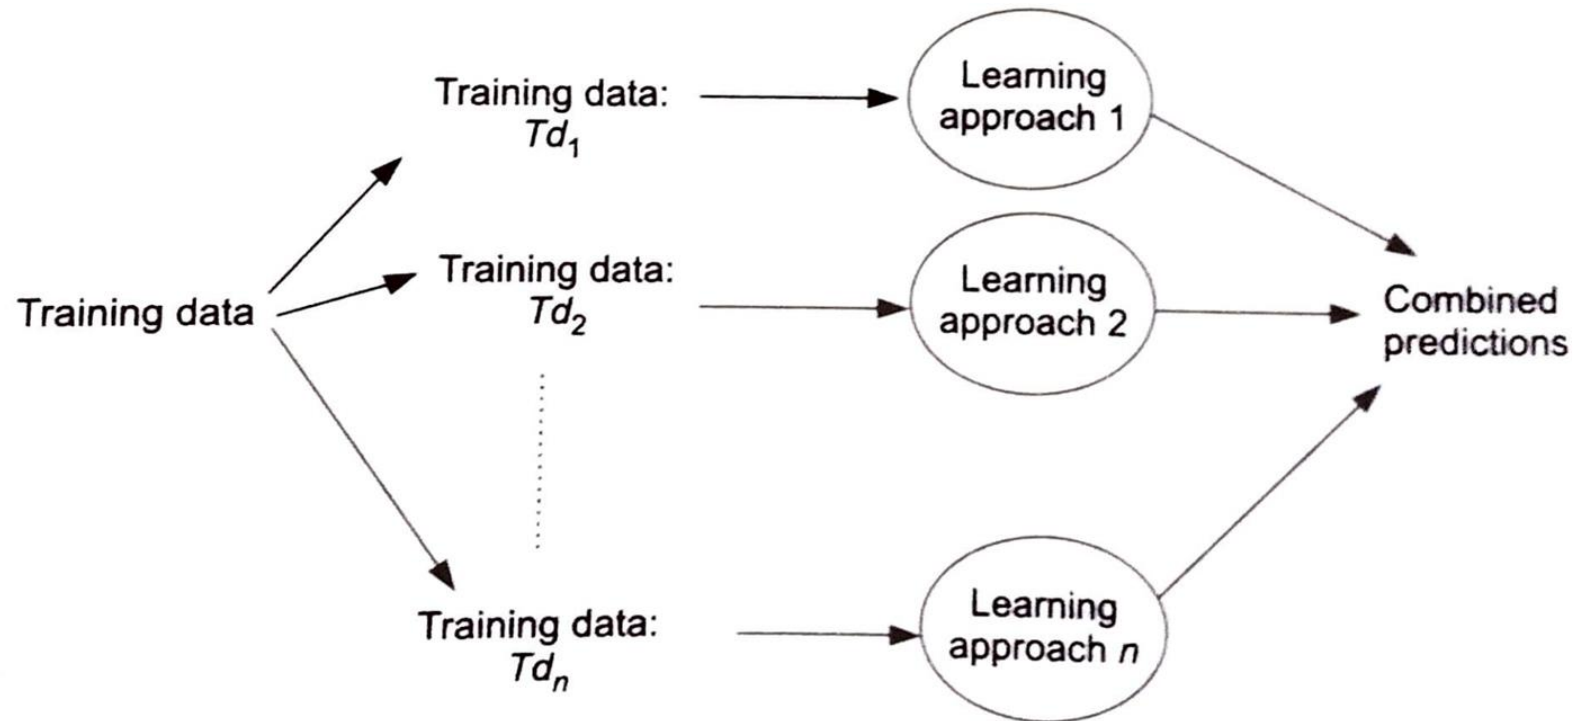 Training data:
Td₁
Learning
approach 1
Training data
Training data:
Td₂
Learning
approach 2
Combined
predictions
Training data:
Tdₙ
Learning
approach n